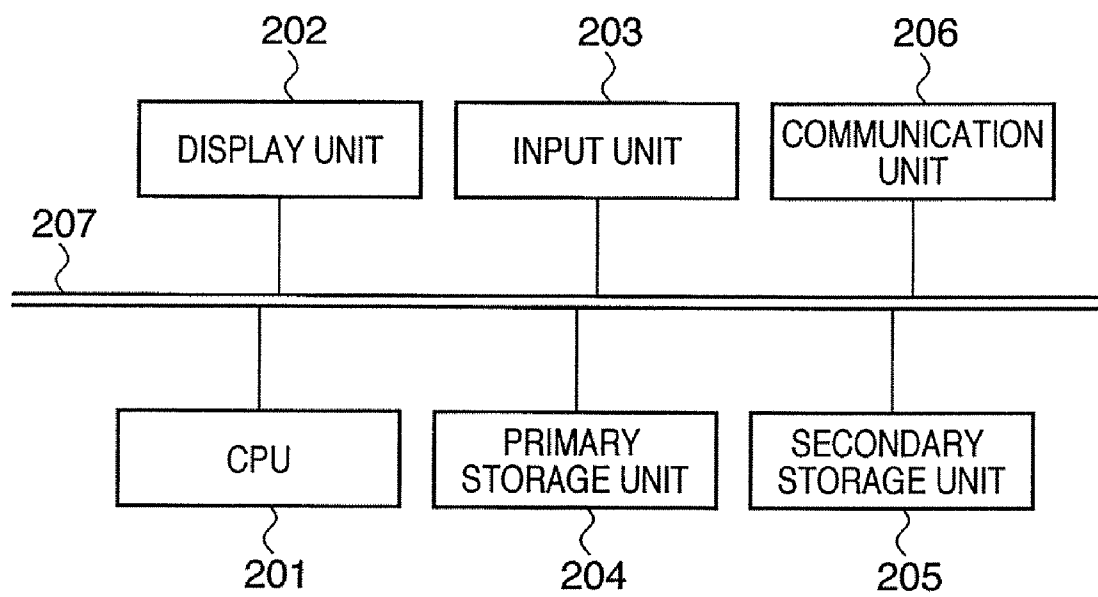 202
203
206
DISPLAY UNIT
INPUT UNIT
COMMUNICATION
UNIT
207
CPU
PRIMARY
STORAGE UNIT
SECONDARY
STORAGE UNIT
201
204
205